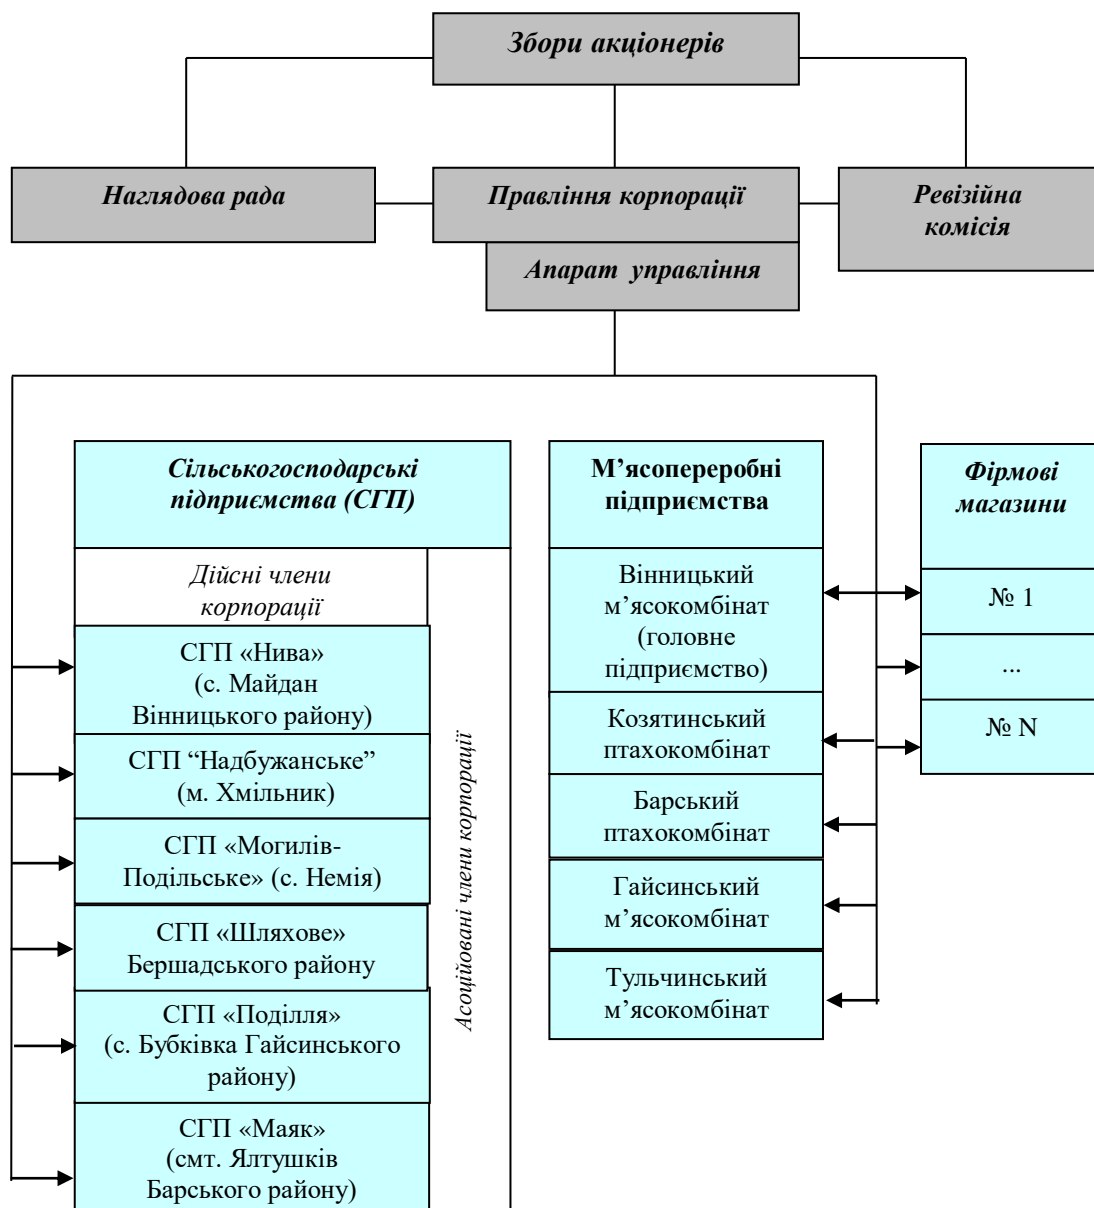 Збори акціонерів
Наглядова рада
Правління корпорації
Ревізійна
комісія
Апарат управління
Сільськогосподарські
підприємства (СГП)
Дійсні члени
корпорації
СГП «Нива»
(с. Майдан
Вінницького району)
СГП “Надбужанське”
(м. Хмільник)
СГП «Могилів-
Подільське» (с. Немія)
СГП «Шляхове»
Бершадського району
СГП «Поділля»
(с. Бубківка Гайсинського
району)
СГП «Маяк»
(смт. Ялтушків
Барського району)
Асоційовані члени корпорації
М’ясопереробні
підприємства
Вінницький
м’ясокомбінат
(головне
підприємство)
Козятинський
птахокомбінат
Барський
птахокомбінат
Гайсинський
м’ясокомбінат
Тульчинський
м’ясокомбінат
Фірмові
магазини
№ 1
...
№ N